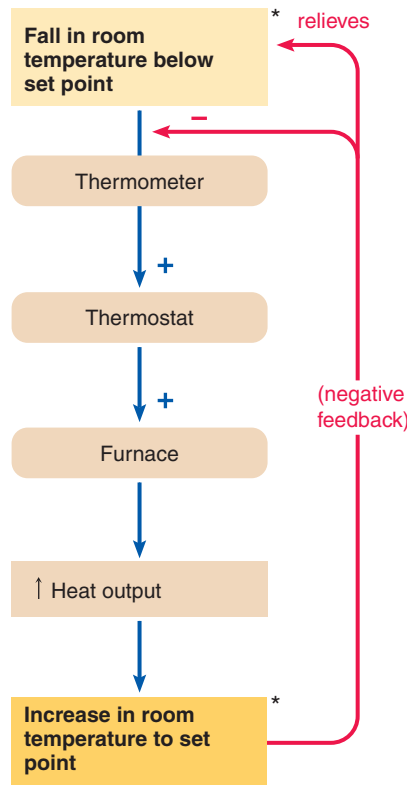 Fall in room
temperature below
set point
*
relieves
–
Thermometer
+
Thermostat
+
(negative
feedback)
Furnace
↑ Heat output
Increase in room
temperature to set
point
*